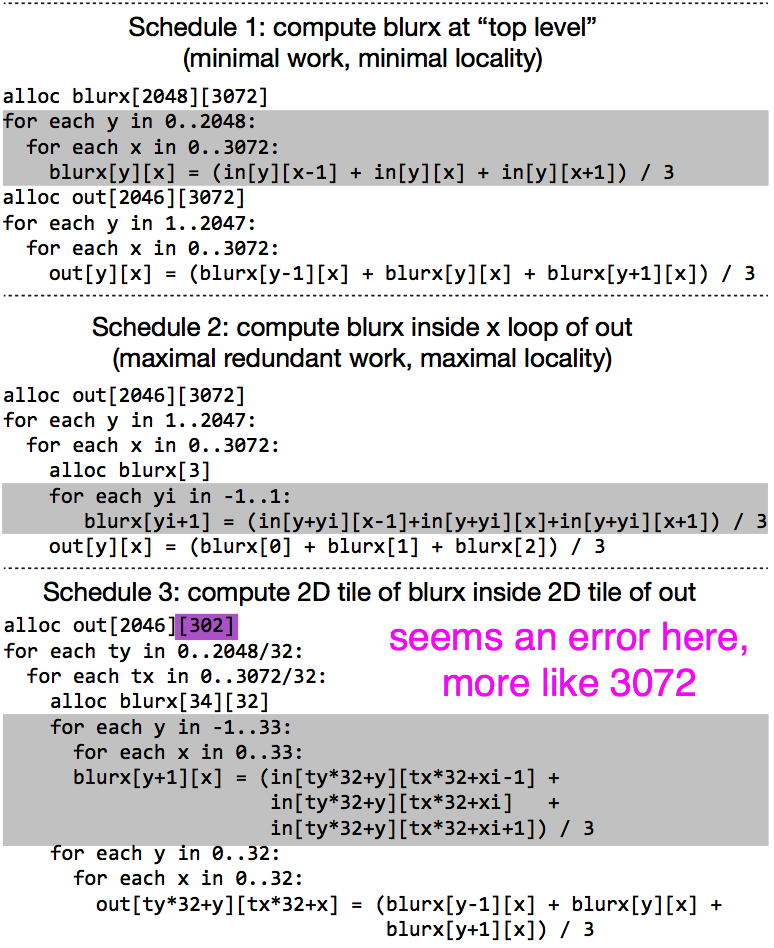 Schedule 1: compute blurx at “top level”
(minimal work, minimal locality)
alloc blurx[2048][3072]
for each y in 0..2048:
  for each x in 0..3072:
    blurx[y][x] = (in[y][x-1] + in[y][x] + in[y][x+1]) / 3
alloc out[2046][3072]
for each y in 1..2047:
  for each x in 0..3072:
    out[y][x] = (blurx[y-1][x] + blurx[y][x] + blurx[y+1][x]) / 3
Schedule 2: compute blurx inside x loop of out
(maximal redundant work, maximal locality)
alloc out[2046][3072]
for each y in 1..2047:
  for each x in 0..3072:
    alloc blurx[3]
    for each yi in -1..1:
       blurx[yi+1] = (in[y+yi][x-1]+in[y+yi][x]+in[y+yi][x+1]) / 3
    out[y][x] = (blurx[0] + blurx[1] + blurx[2]) / 3
Schedule 3: compute 2D tile of blurx inside 2D tile of out
alloc out[2046][302]
seems an error here,
more like 3072
for each ty in 0..2048/32:
  for each tx in 0..3072/32:
    alloc blurx[34][32]
    for each y in -1..33:
      for each x in 0..33:
      blurx[y+1][x] = (in[ty*32+y][tx*32+xi-1] +
                       in[ty*32+y][tx*32+xi]   +
                       in[ty*32+y][tx*32+xi+1]) / 3
    for each y in 0..32:
      for each x in 0..32:
        out[ty*32+y][tx*32+x] = (blurx[y-1][x] + blurx[y][x] +
                                 blurx[y+1][x]) / 3